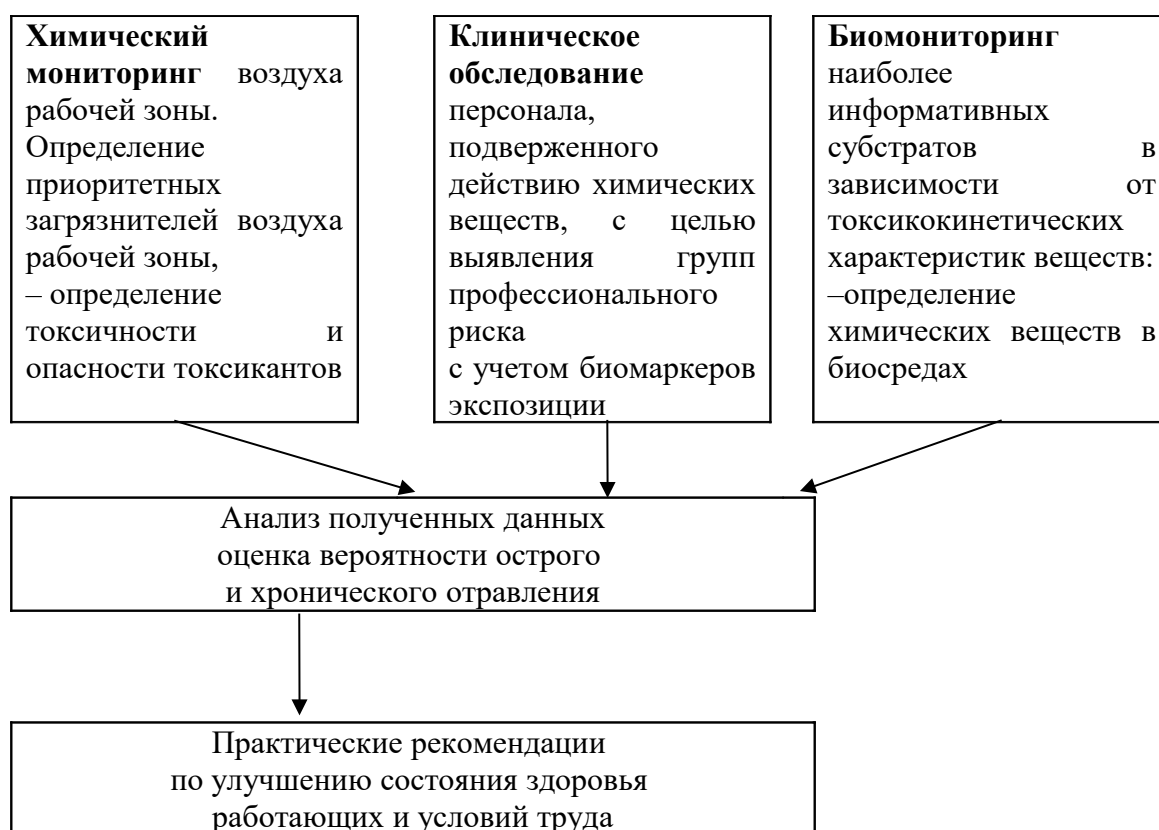 Химический
мониторинг воздуха
рабочей зоны.
Определение
приоритетных
загрязнителей воздуха
рабочей зоны,
– определение
токсичности и
опасности токсикантов
Клиническое
обследование
персонала,
подверженного
действию химических
веществ, с целью
выявления групп
профессионального
риска
с учетом биомаркеров
экспозиции
Биомониторинг
наиболее
информативных
субстратов в
зависимости от
токсикокинетических
характеристик веществ:
–определение
химических веществ в
биосредах
Анализ полученных данных
оценка вероятности острого
и хронического отравления
Практические рекомендации
по улучшению состояния здоровья
работающих и условий труда